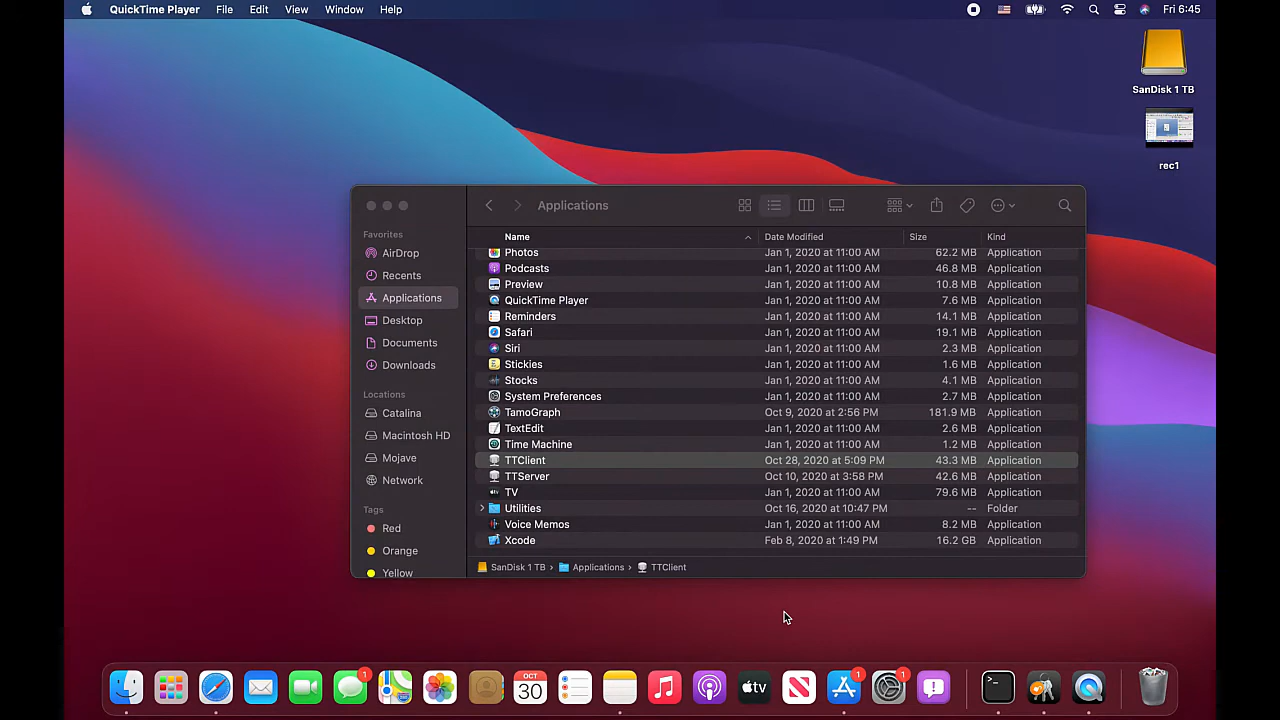 QuickTime Player File Edit View Window Help Fri 6:45
SanDisk 1 TB
rec1
Applications
Favorites
AirDrop
Recents
Applications
Desktop
Documents
Downloads
Locations
Catalina
Macintosh HD
Mojave
Network
Tags
Red
Orange
Yellow
Name Date Modified Size Kind
Photos Jan 1, 2020 at 11:00 AM 62.2 MB Application
Podcasts Jan 1, 2020 at 11:00 AM 46.8 MB Application
Preview Jan 1, 2020 at 11:00 AM 10.8 MB Application
QuickTime Player Jan 1, 2020 at 11:00 AM 7.6 MB Application
Reminders Jan 1, 2020 at 11:00 AM 14.1 MB Application
Safari Jan 1, 2020 at 11:00 AM 19.1 MB Application
Siri Jan 1, 2020 at 11:00 AM 2.3 MB Application
Stickies Jan 1, 2020 at 11:00 AM 1.6 MB Application
Stocks Jan 1, 2020 at 11:00 AM 4.1 MB Application
System Preferences Jan 1, 2020 at 11:00 AM 2.7 MB Application
TamoGraph Oct 9, 2020 at 2:56 PM 181.9 MB Application
TextEdit Jan 1, 2020 at 11:00 AM 2.6 MB Application
Time Machine Jan 1, 2020 at 11:00 AM 1.2 MB Application
TTClient Oct 28, 2020 at 5:09 PM 43.3 MB Application
TTServer Oct 10, 2020 at 3:58 PM 42.6 MB Application
TV Jan 1, 2020 at 11:00 AM 79.6 MB Application
Utilities Oct 16, 2020 at 10:47 PM -- Folder
Voice Memos Jan 1, 2020 at 11:00 AM 8.2 MB Application
Xcode Feb 8, 2020 at 1:49 PM 16.2 GB Application
SanDisk 1 TB › Applications › TTClient
1
OCT
30
tv
1
1
>_